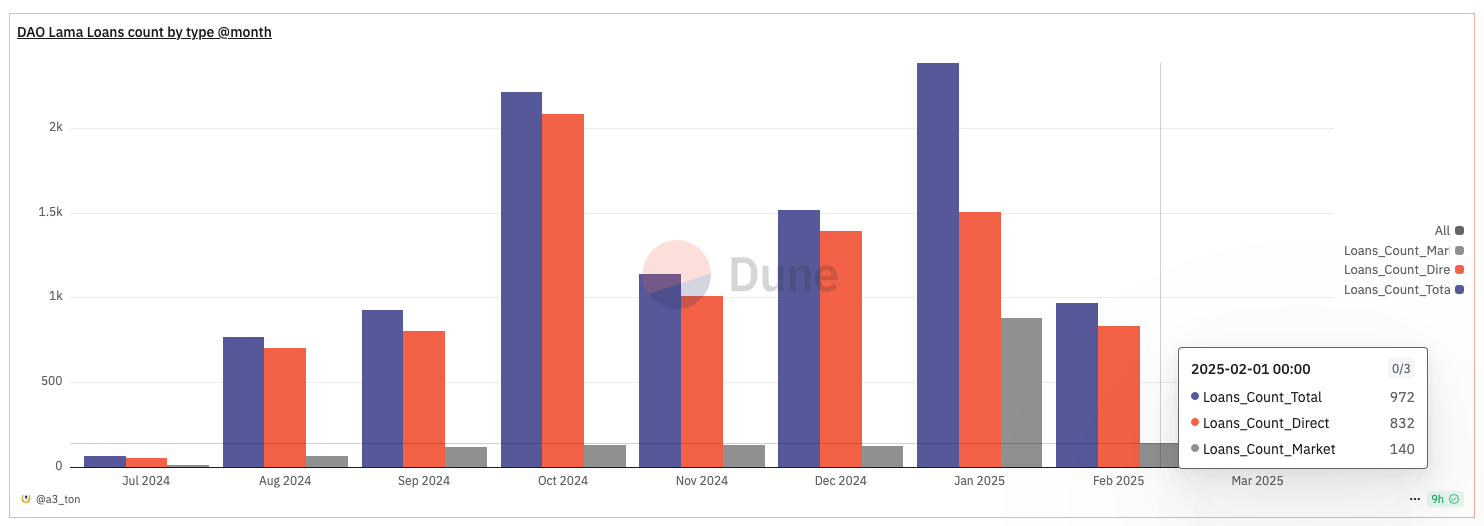 DAO Lama Loans count by type @month
2k
1.5k
1k
500
0
Jul 2024 Aug 2024 Sep 2024 Oct 2024 Nov 2024 Dec 2024 Jan 2025 Feb 2025 Mar 2025
Dune
All
Loans_Count_Mar
Loans_Count_Dire
Loans_Count_Tota
2025-02-01 00:00 0/3
Loans_Count_Total 972
Loans_Count_Direct 832
Loans_Count_Market 140
@a3_ton
... 9h